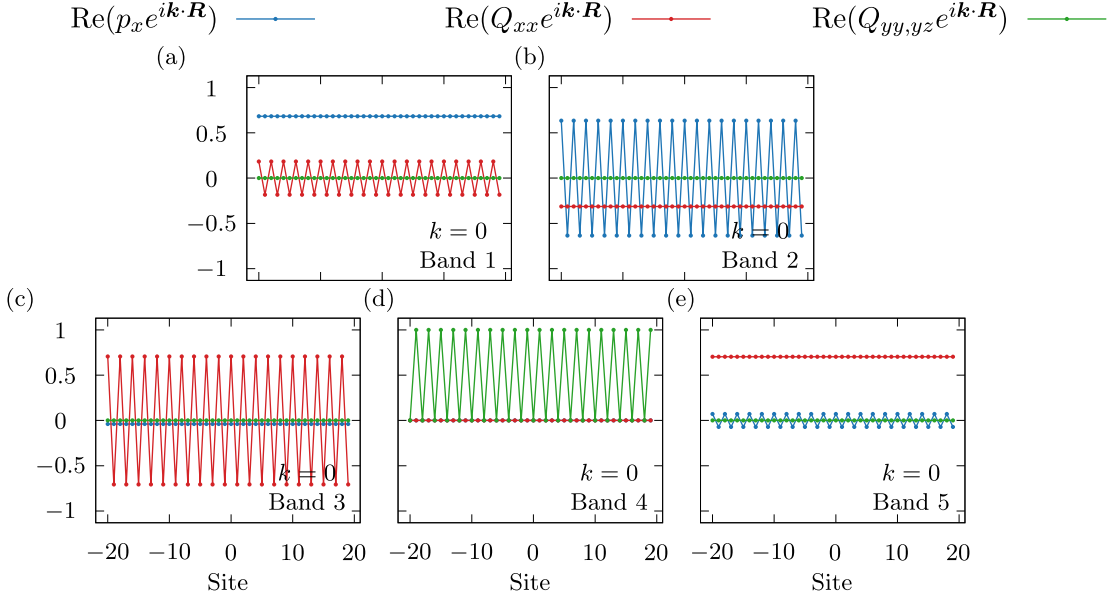 Re(p_x e^{i𝒌·𝑹}) Re(Q_{xx} e^{i𝒌·𝑹}) Re(Q_{yy,yz} e^{i𝒌·𝑹})
(a) (b)
1
0.5
0
−0.5
−1
k = 0
Band 1
k = 0
Band 2
(c) (d) (e)
1
0.5
0
−0.5
−1
k = 0
Band 3
k = 0
Band 4
k = 0
Band 5
−20 −10 0 10 20 −20 −10 0 10 20 −20 −10 0 10 20
Site Site Site